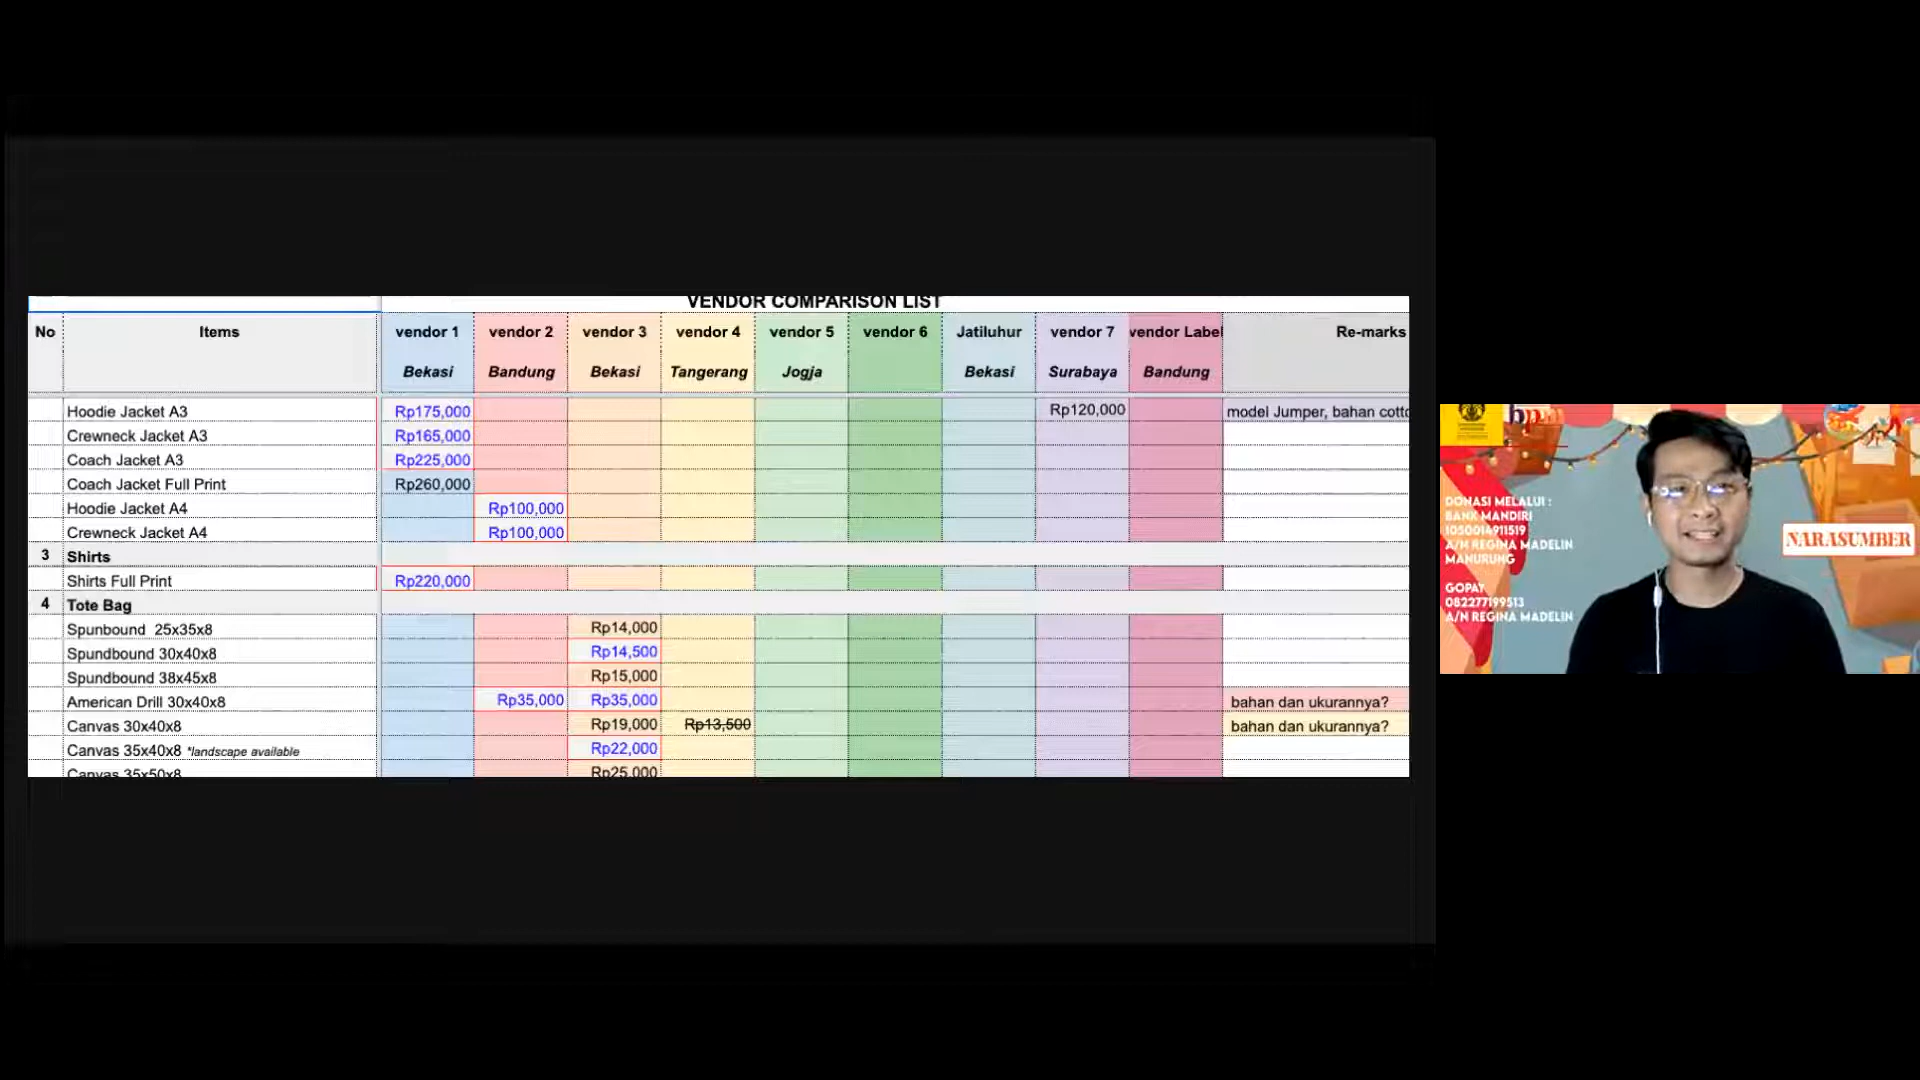 VENDOR COMPARISON LIST
No Items vendor 1 vendor 2 vendor 3 vendor 4 vendor 5 vendor 6 Jatiluhur vendor 7 vendor Label Re-marks
Bekasi Bandung Bekasi Tangerang Jogja Bekasi Surabaya Bandung
Hoodie Jacket A3 Rp175,000 Rp120,000 model Jumper, bahan cotto
Crewneck Jacket A3 Rp165,000
Coach Jacket A3 Rp225,000
Coach Jacket Full Print Rp260,000
Hoodie Jacket A4 Rp100,000
Crewneck Jacket A4 Rp100,000
3 Shirts
Shirts Full Print Rp220,000
4 Tote Bag
Spunbound 25x35x8 Rp14,000
Spundbound 30x40x8 Rp14,500
Spundbound 38x45x8 Rp15,000
American Drill 30x40x8 Rp35,000 Rp35,000 bahan dan ukurannya?
Canvas 30x40x8 Rp19,000 Rp13,500 bahan dan ukurannya?
Canvas 35x40x8 *landscape available Rp22,000
Canvas 35x50x8 Rp25,000
DONASI MELALUI :
BANK MANDIRI
1050014911519
A/N REGINA MADELIN
MANURUNG
GOPAY
082277199513
A/N REGINA MADELIN
NARASUMBER